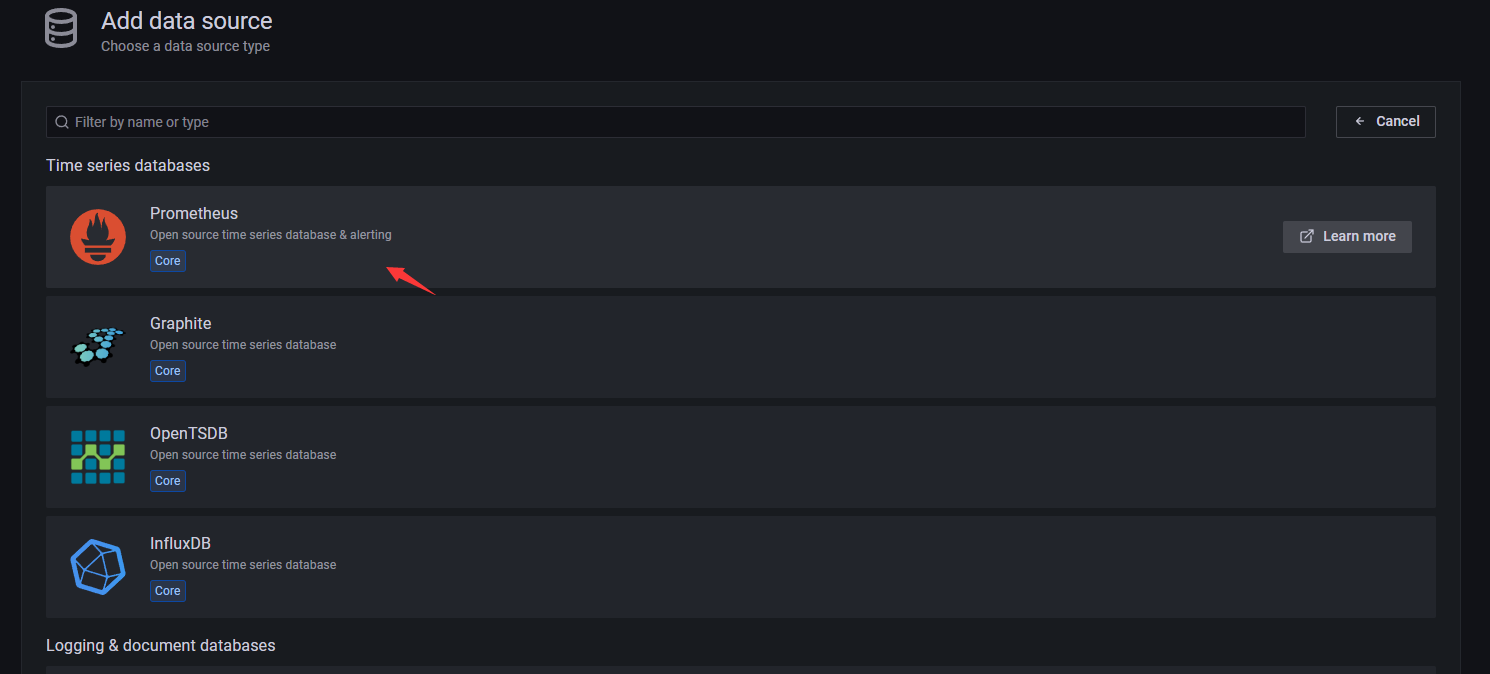 Add data source
Choose a data source type
Filter by name or type
Cancel
Time series databases
Prometheus
Open source time series database & alerting
Core
Learn more
Graphite
Open source time series database
Core
OpenTSDB
Open source time series database
Core
InfluxDB
Open source time series database
Core
Logging & document databases